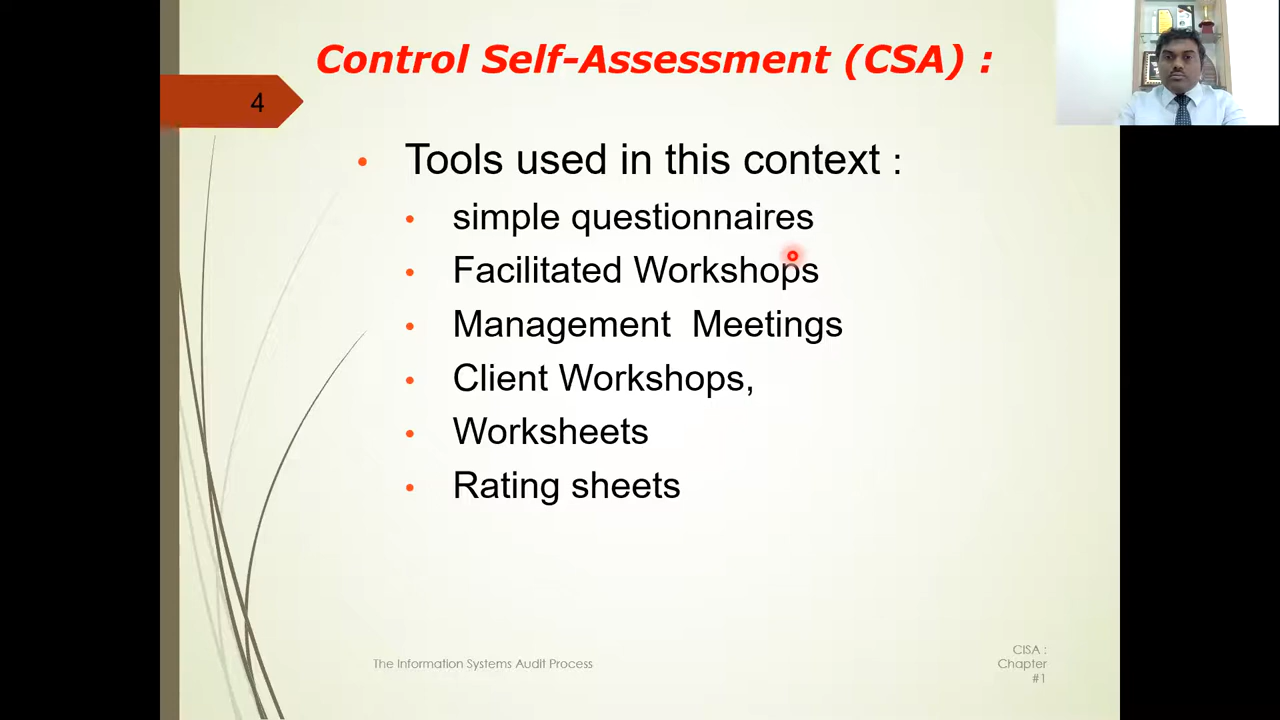 Control Self-Assessment (CSA) :
4
• Tools used in this context :
• simple questionnaires
• Facilitated Workshops
• Management  Meetings
• Client Workshops,
• Worksheets
• Rating sheets
The Information Systems Audit Process
CISA :
Chapter
#1